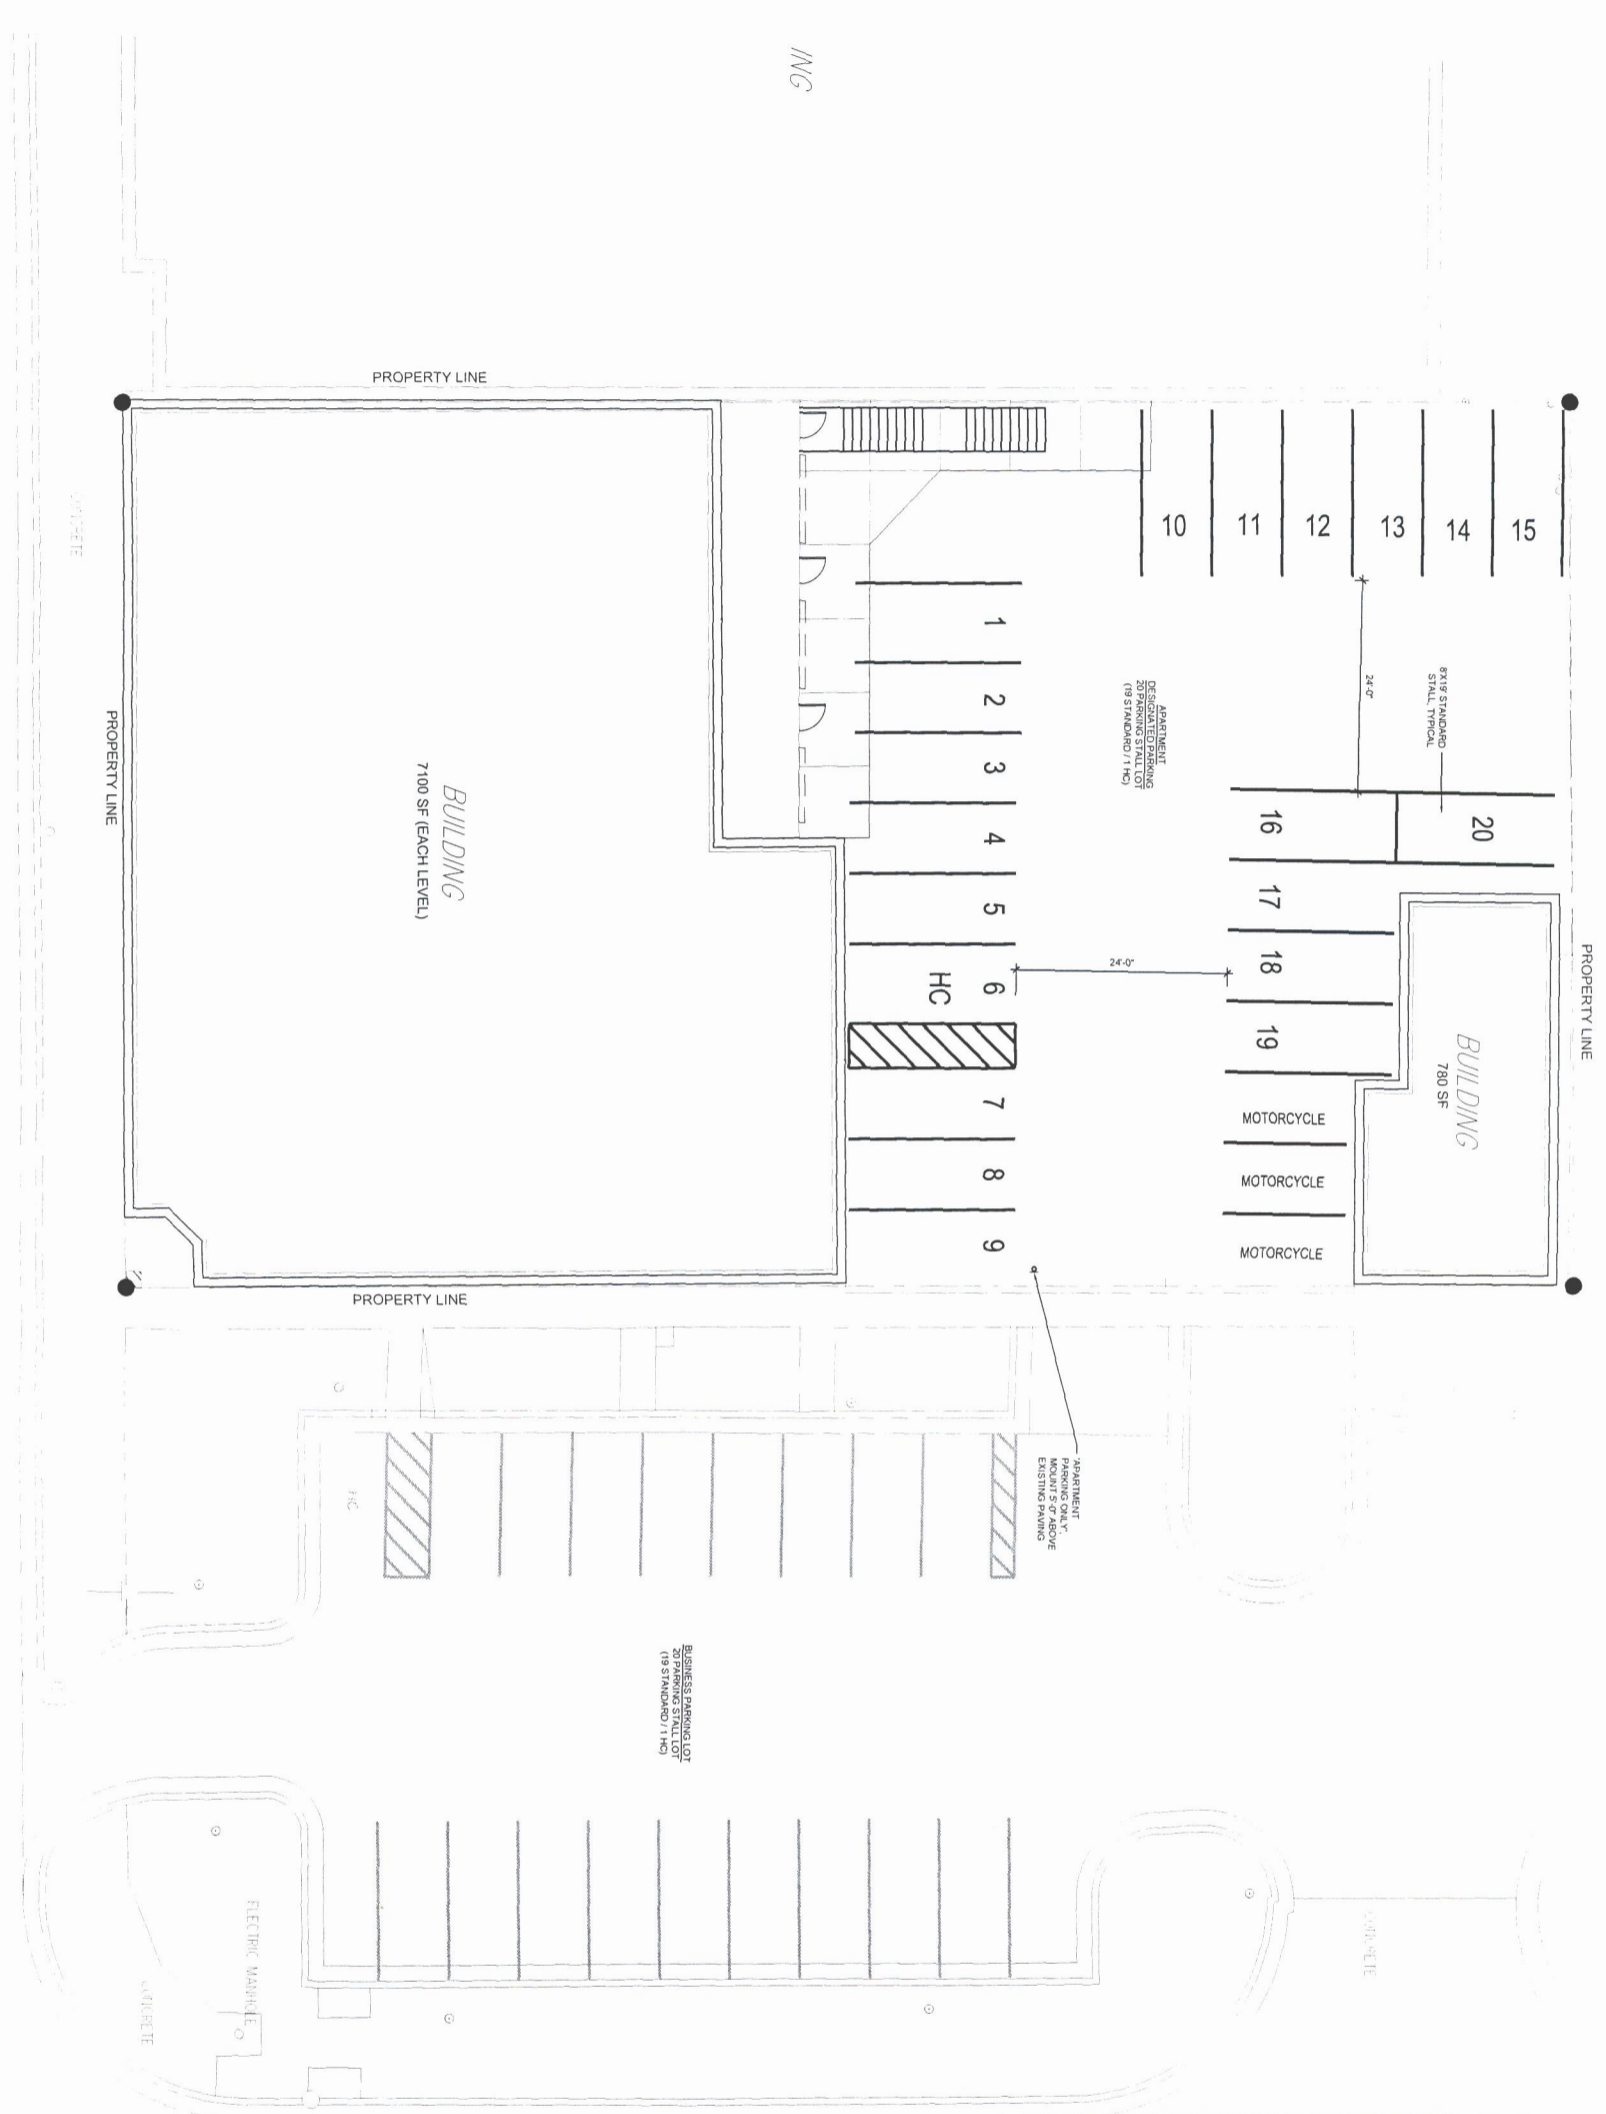 ING
PROPERTY LINE
10
11
12
13
14
15
1
2
3
4
5
6
HC
7
8
9
APARTMENT
DESIGNATED PARKING
20 PARKING STALL LOT
(19 STANDARD / 1 HC)
24'-0"
8'X19' STANDARD
STALL, TYPICAL
16
20
17
18
19
24'-0"
MOTORCYCLE
MOTORCYCLE
MOTORCYCLE
BUILDING
7100 SF (EACH LEVEL)
BUILDING
780 SF
PROPERTY LINE
PROPERTY LINE
PROPERTY LINE
"APARTMENT
PARKING ONLY",
MOUNT 5'-0" ABOVE
EXISTING PAVING
HC
BUSINESS PARKING LOT
20 PARKING STALL LOT
(19 STANDARD / 1 HC)
ELECTRIC MANHOLE
CONCRETE